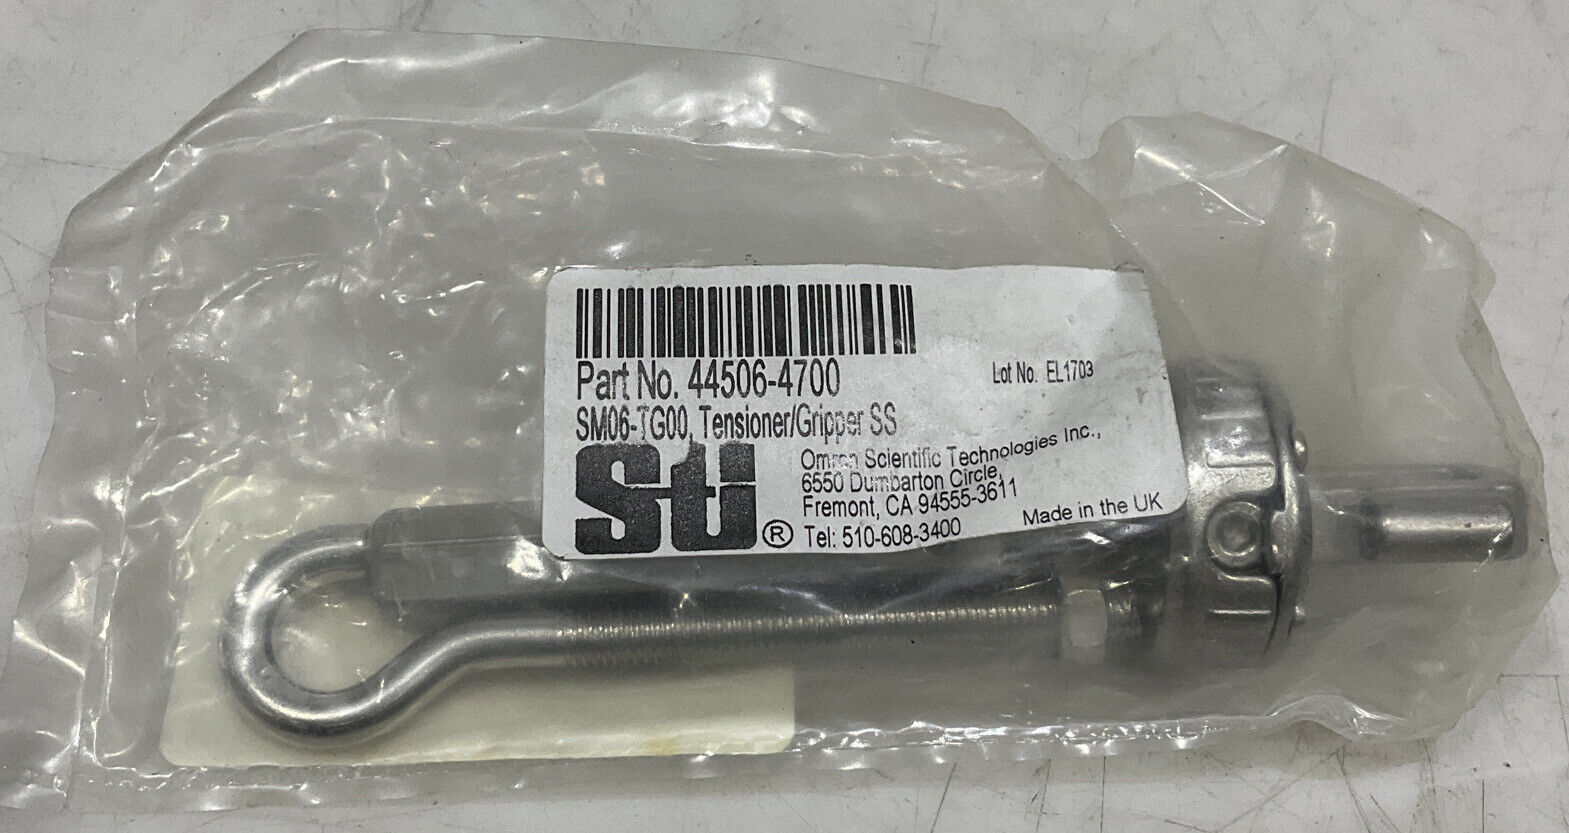 Part No. 44506-4700
Lot No. EL1703
SM06-TG00, Tensioner/Gripper SS
sti®
Omron Scientific Technologies Inc.,
6550 Dumbarton Circle,
Fremont, CA 94555-3611
Tel: 510-608-3400
Made in the UK